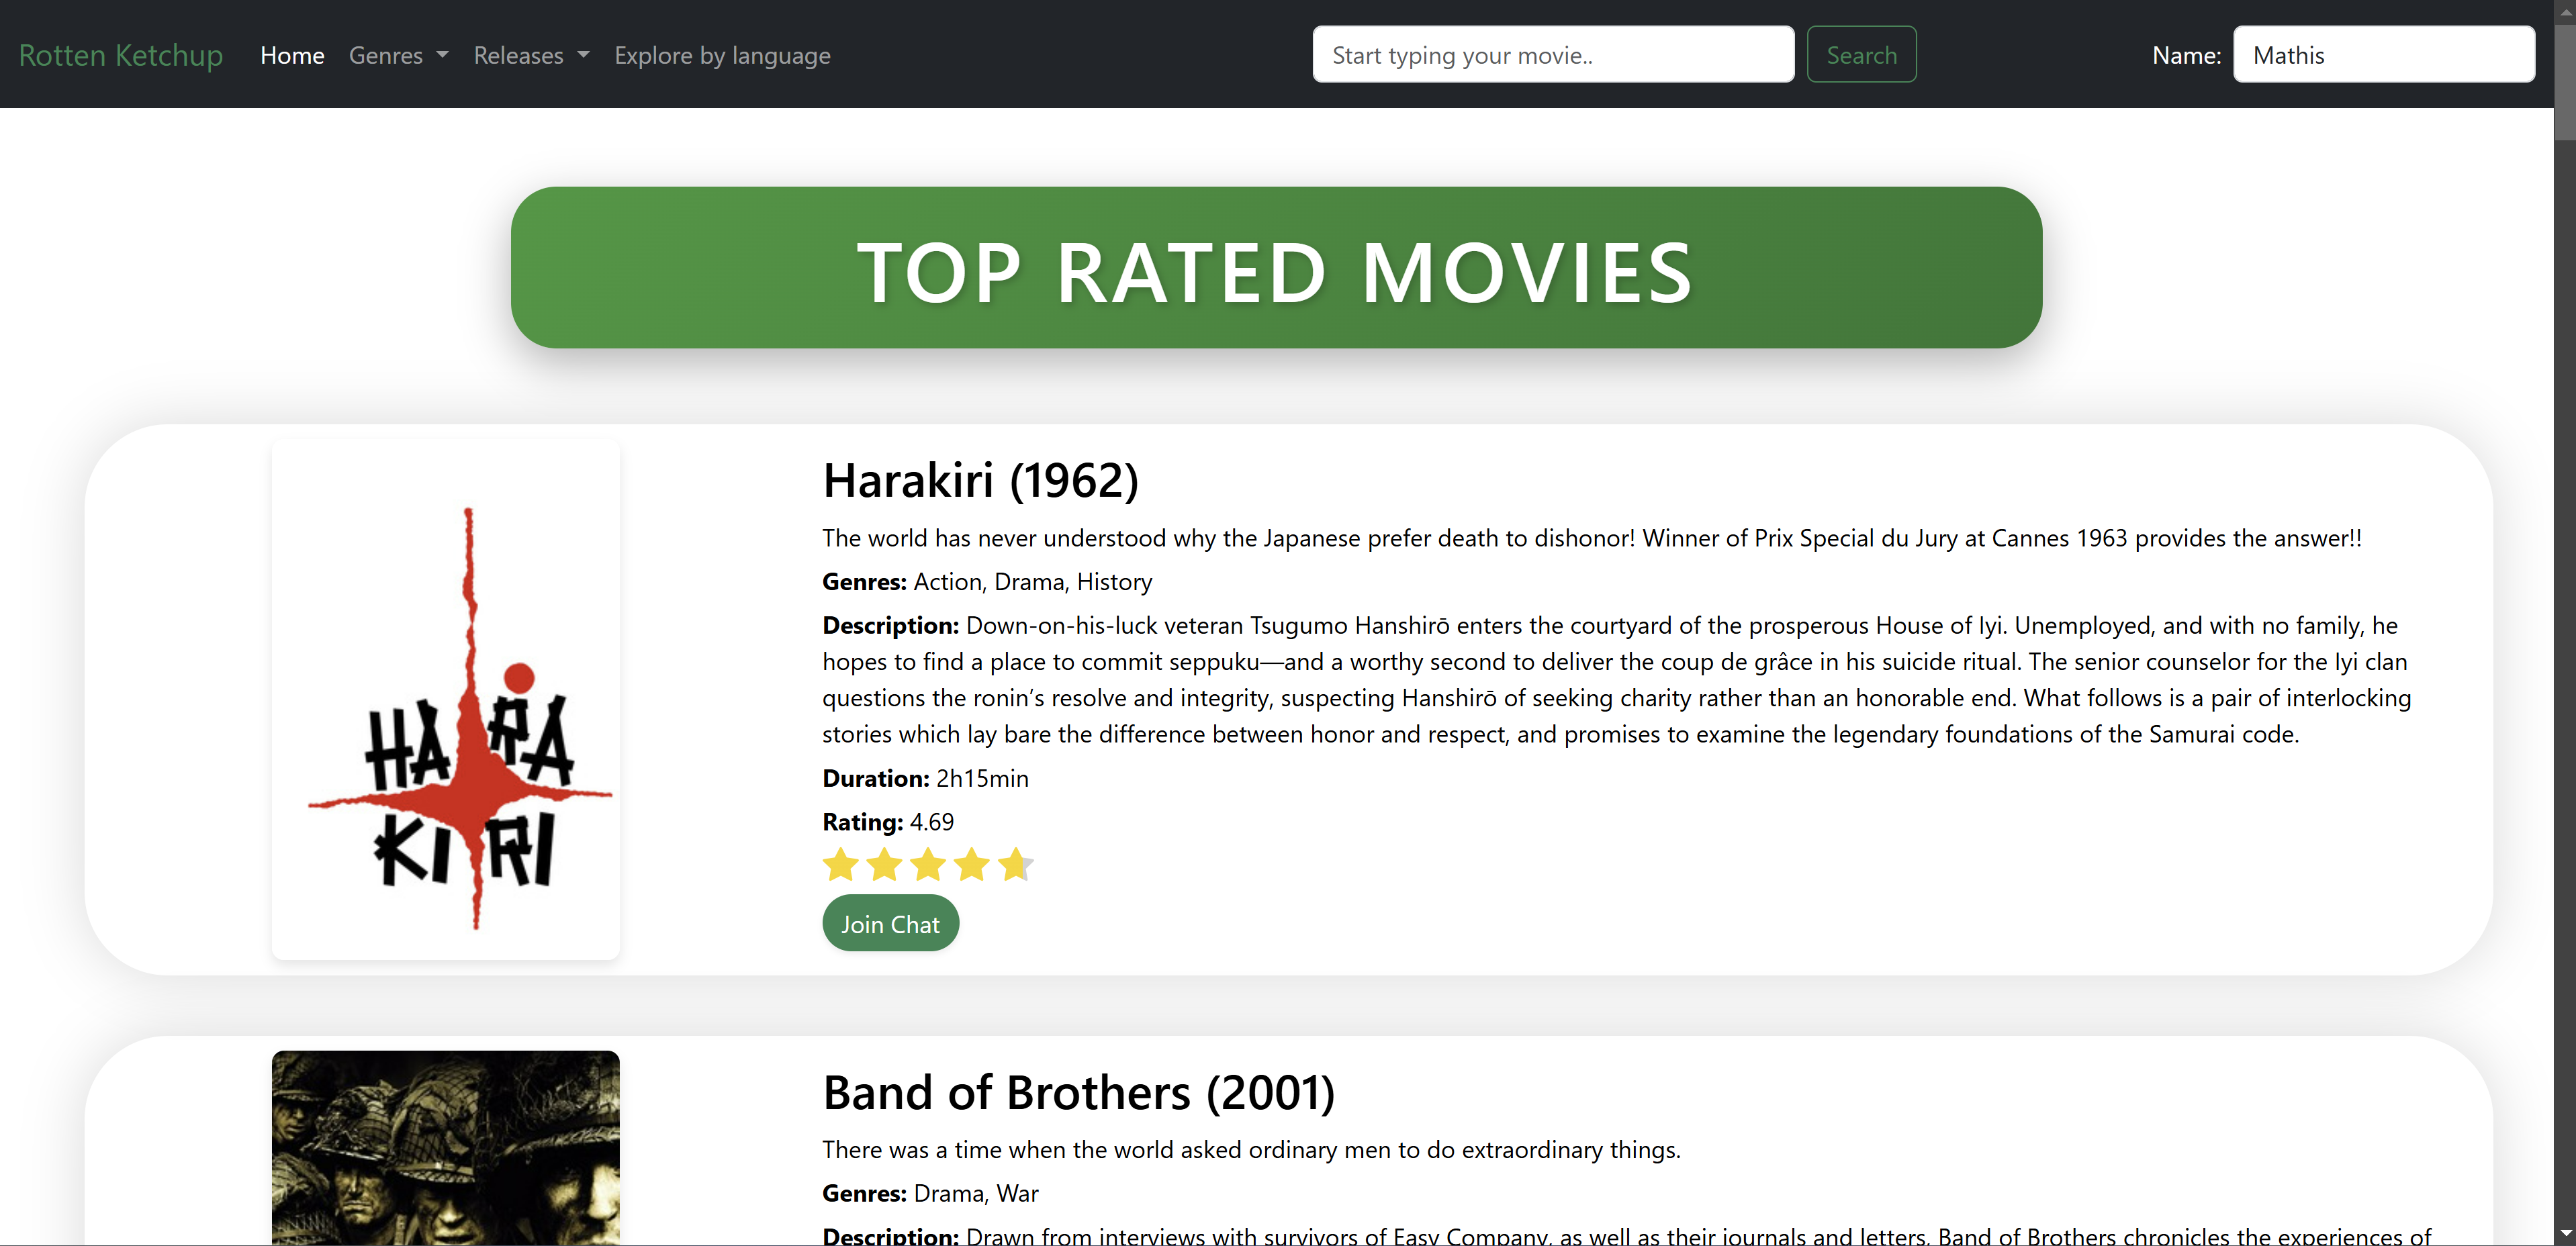 Rotten Ketchup Home Genres Releases Explore by language Start typing your movie.. Search Name: Mathis
TOP RATED MOVIES
HARA
KIRI
Harakiri (1962)
The world has never understood why the Japanese prefer death to dishonor! Winner of Prix Special du Jury at Cannes 1963 provides the answer!!
Genres: Action, Drama, History
Description: Down-on-his-luck veteran Tsugumo Hanshirō enters the courtyard of the prosperous House of Iyi. Unemployed, and with no family, he
hopes to find a place to commit seppuku—and a worthy second to deliver the coup de grâce in his suicide ritual. The senior counselor for the Iyi clan
questions the ronin’s resolve and integrity, suspecting Hanshirō of seeking charity rather than an honorable end. What follows is a pair of interlocking
stories which lay bare the difference between honor and respect, and promises to examine the legendary foundations of the Samurai code.
Duration: 2h15min
Rating: 4.69
Join Chat
Band of Brothers (2001)
There was a time when the world asked ordinary men to do extraordinary things.
Genres: Drama, War
Description: Drawn from interviews with survivors of Easy Company, as well as their journals and letters, Band of Brothers chronicles the experiences of